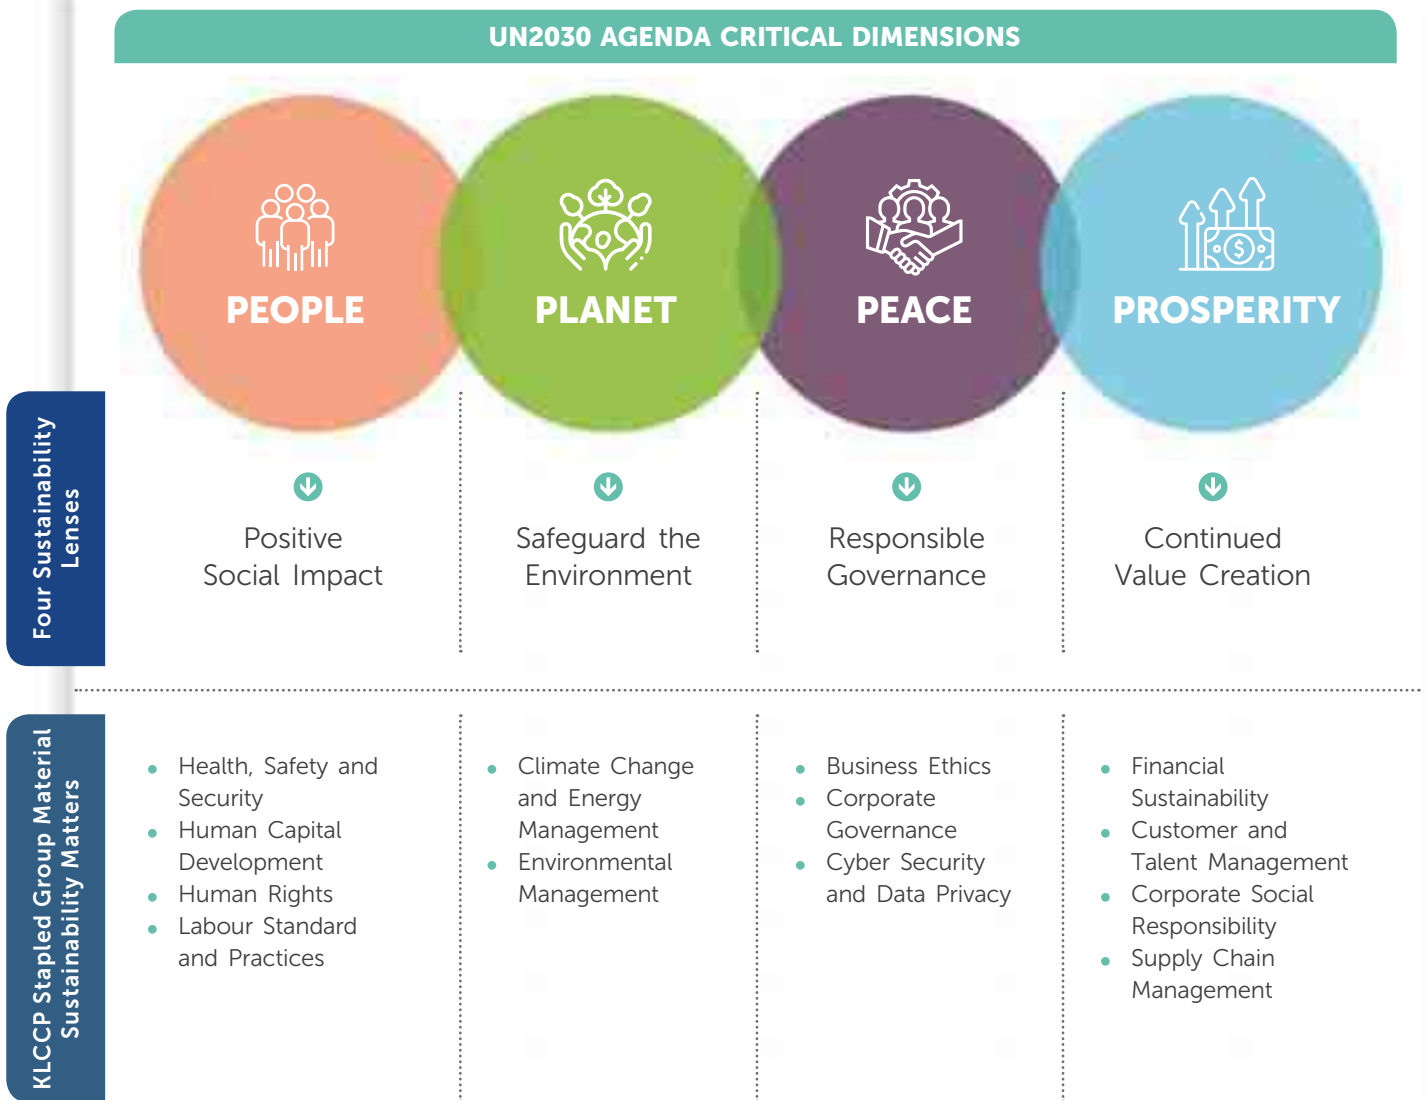 UN2030 AGENDA CRITICAL DIMENSIONS
PEOPLE
PLANET
PEACE
PROSPERITY
Four Sustainability
Lenses
Positive
Social Impact
Safeguard the
Environment
Responsible
Governance
Continued
Value Creation
KLCCP Stapled Group Material
Sustainability Matters
• Health, Safety and
Security
• Human Capital
Development
• Human Rights
• Labour Standard
and Practices
• Climate Change
and Energy
Management
• Environmental
Management
• Business Ethics
• Corporate
Governance
• Cyber Security
and Data Privacy
• Financial
Sustainability
• Customer and
Talent Management
• Corporate Social
Responsibility
• Supply Chain
Management